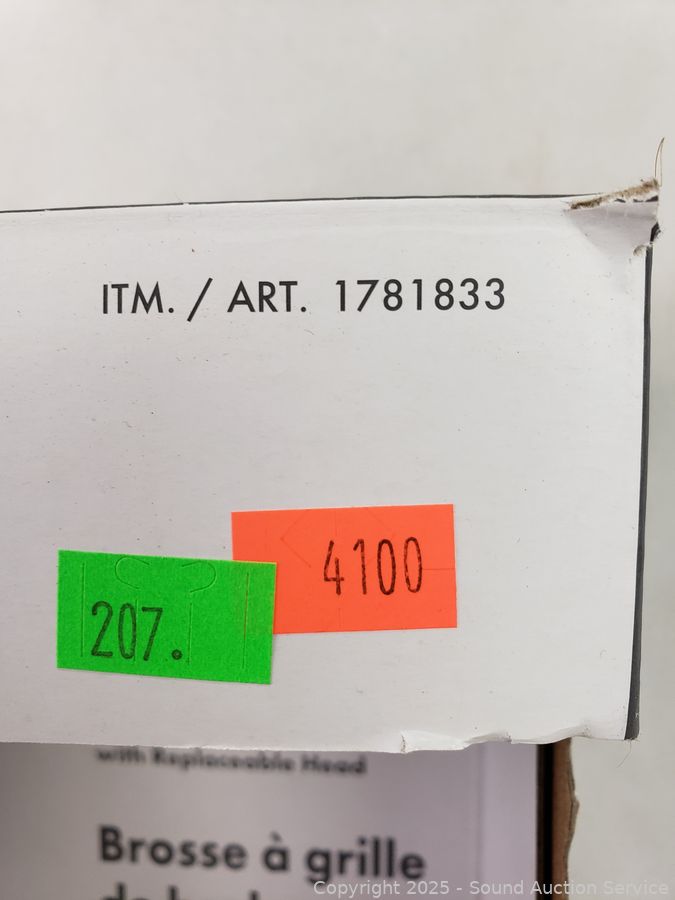 ITM. / ART. 1781833
4100
207.
with Replaceable Head
Brosse à grille
Copyright 2025 - Sound Auction Service